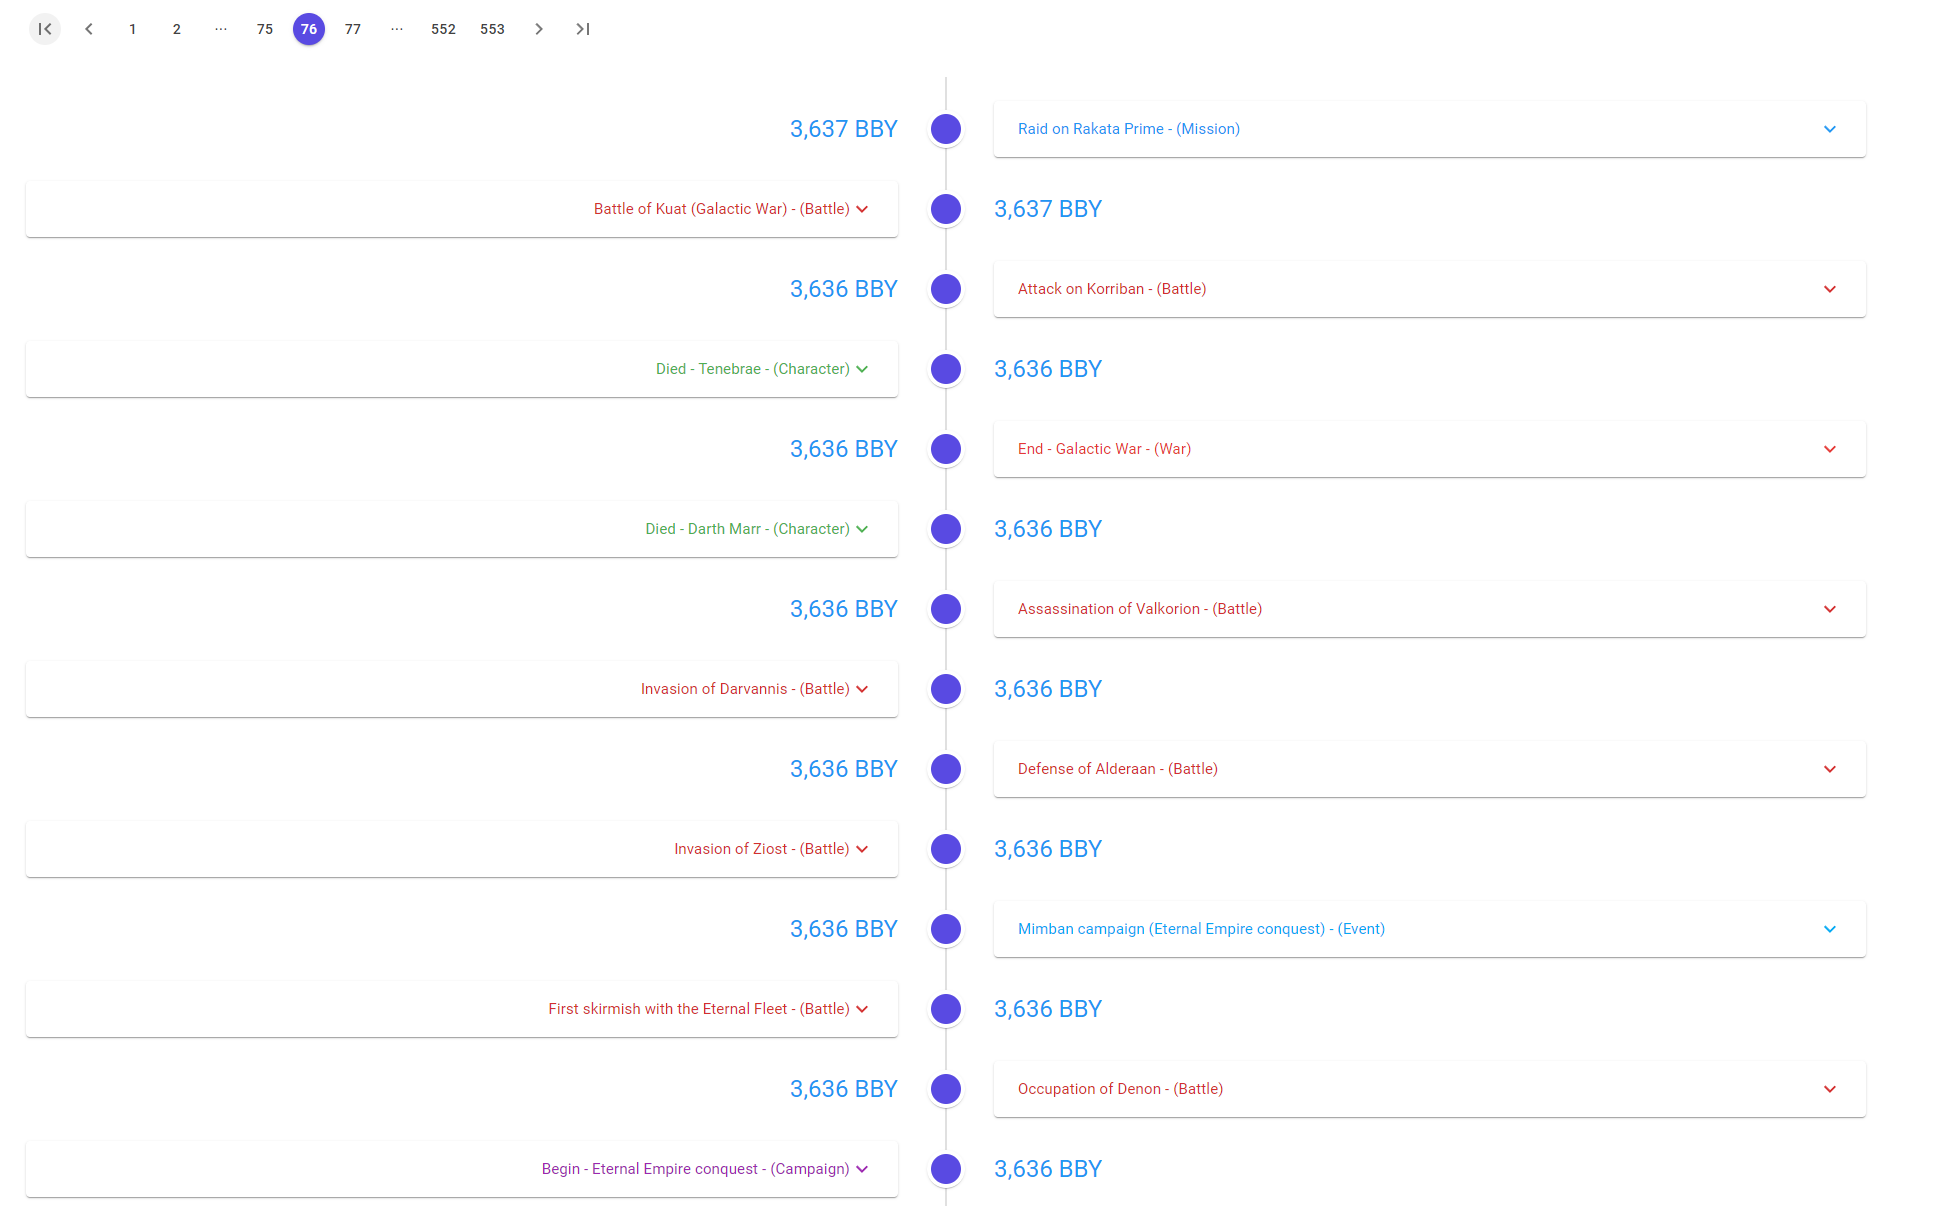 1 2 ... 75 76 77 ... 552 553
3,637 BBY Raid on Rakata Prime - (Mission)
Battle of Kuat (Galactic War) - (Battle) 3,637 BBY
3,636 BBY Attack on Korriban - (Battle)
Died - Tenebrae - (Character) 3,636 BBY
3,636 BBY End - Galactic War - (War)
Died - Darth Marr - (Character) 3,636 BBY
3,636 BBY Assassination of Valkorion - (Battle)
Invasion of Darvannis - (Battle) 3,636 BBY
3,636 BBY Defense of Alderaan - (Battle)
Invasion of Ziost - (Battle) 3,636 BBY
3,636 BBY Mimban campaign (Eternal Empire conquest) - (Event)
First skirmish with the Eternal Fleet - (Battle) 3,636 BBY
3,636 BBY Occupation of Denon - (Battle)
Begin - Eternal Empire conquest - (Campaign) 3,636 BBY